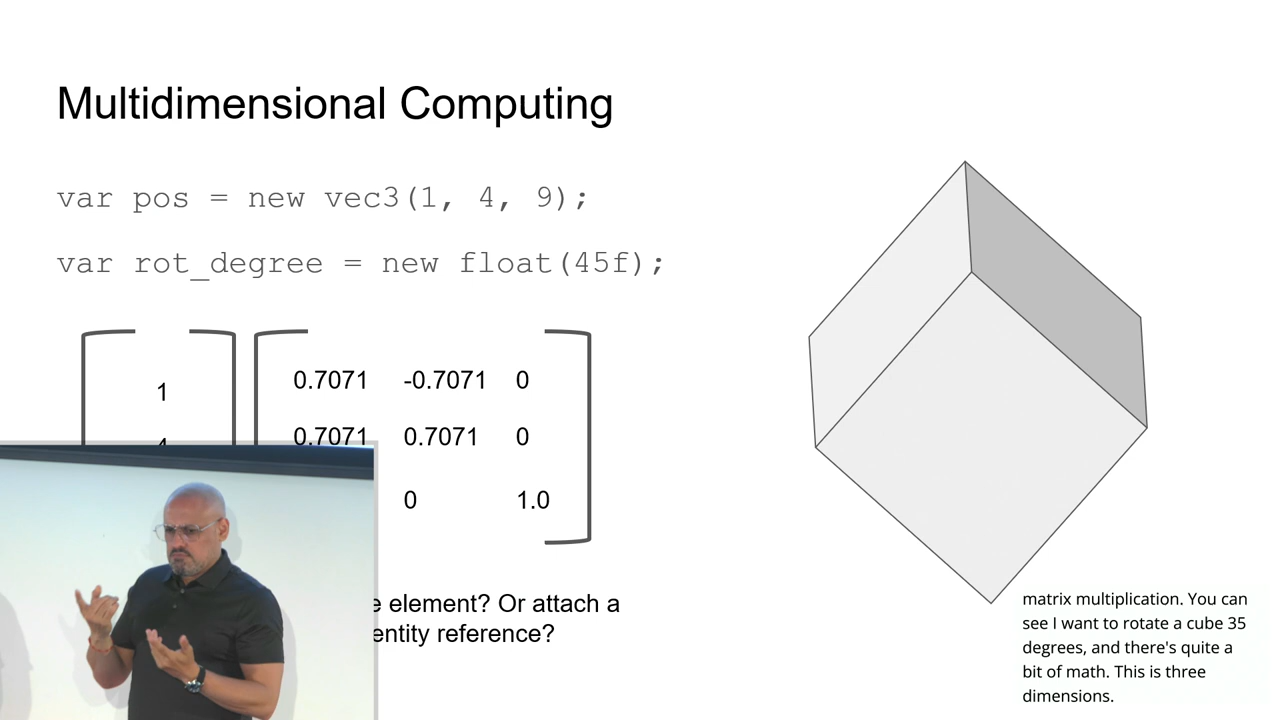 Multidimensional Computing
var pos = new vec3(1, 4, 9);
var rot_degree = new float(45f);
1
0.7071 -0.7071 0
0.7071 0.7071 0
0 1.0
element? Or attach a
entity reference?
matrix multiplication. You can
see I want to rotate a cube 35
degrees, and there's quite a
bit of math. This is three
dimensions.